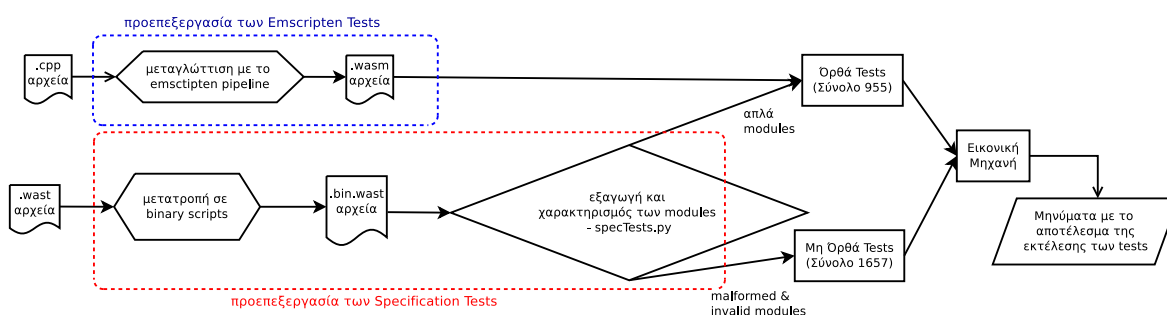 προεπεξεργασία των Emscripten Tests
.cpp
αρχεία
μεταγλώττιση με το
emsctipten pipeline
.wasm
αρχεία
Όρθά Tests
(Σύνολο 955)
απλά
modules
Εικονική
Μηχανή
.wast
αρχεία
μετατροπή σε
binary scripts
.bin.wast
αρχεία
εξαγωγή και
χαρακτηρισμός των modules
- specTests.py
Μη Όρθά Tests
(Σύνολο 1657)
Μηνύματα με το
αποτέλεσμα της
εκτέλεσης των tests
προεπεξεργασία των Specification Tests
malformed &
invalid modules